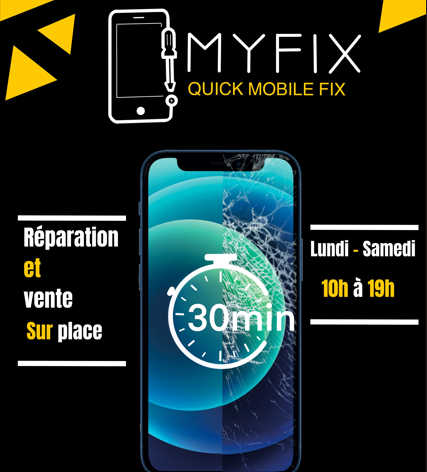 MYFIX
QUICK MOBILE FIX
Réparation
et
vente
Sur place
30min
Lundi - Samedi
10h à 19h